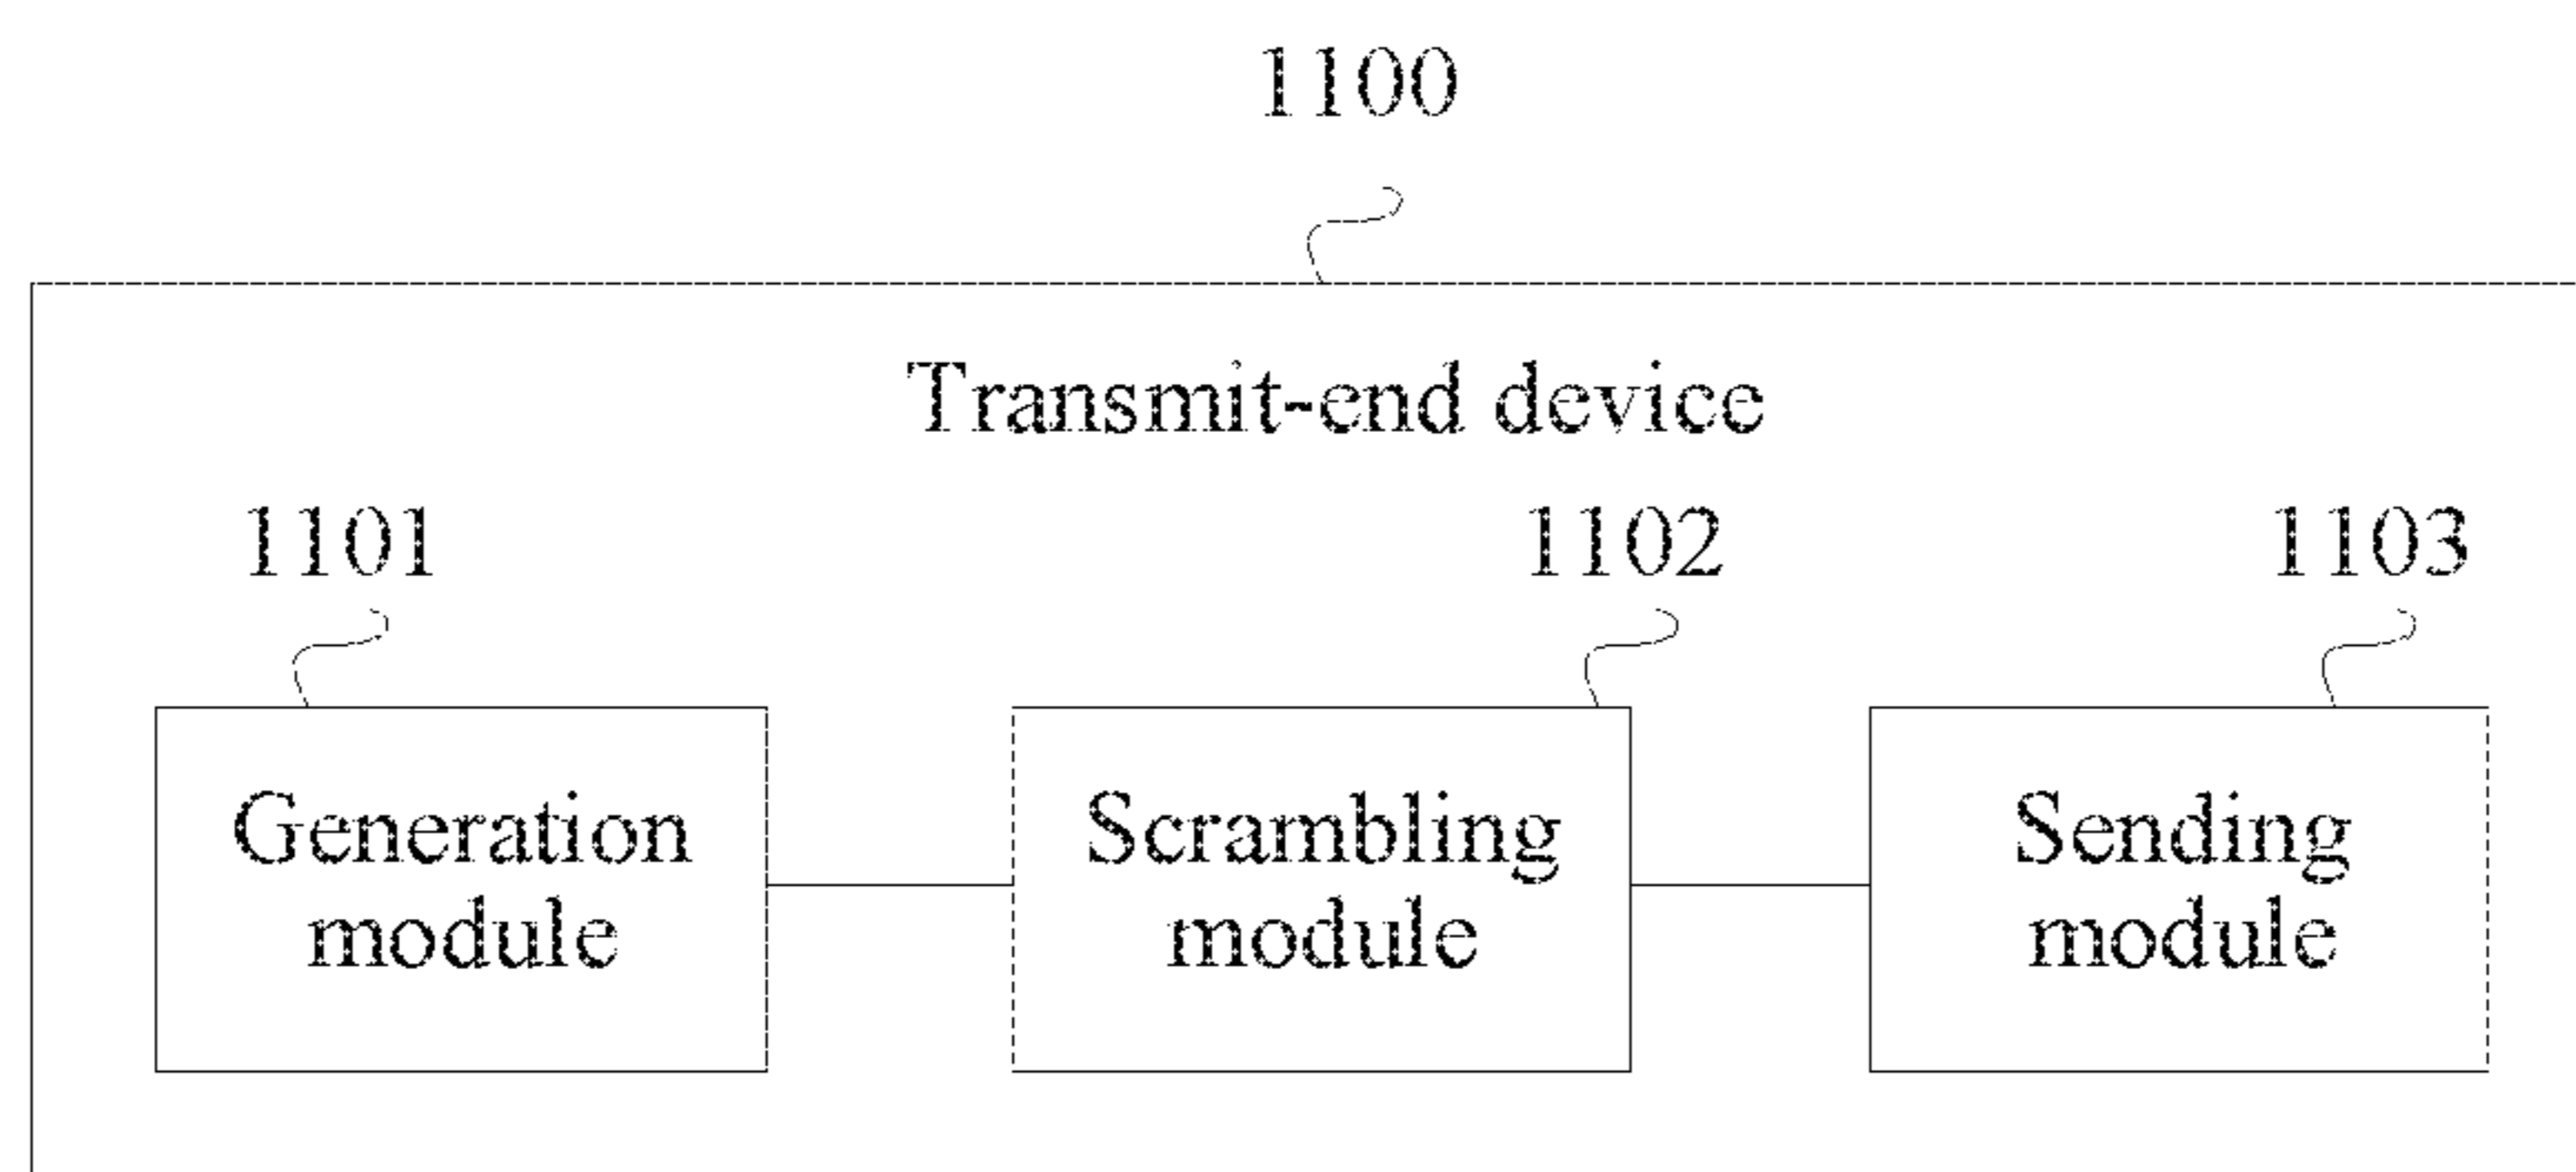 1100
Transmit-end device
1101
1102
1103
Generation
module
Scrambling
module
Sending
module